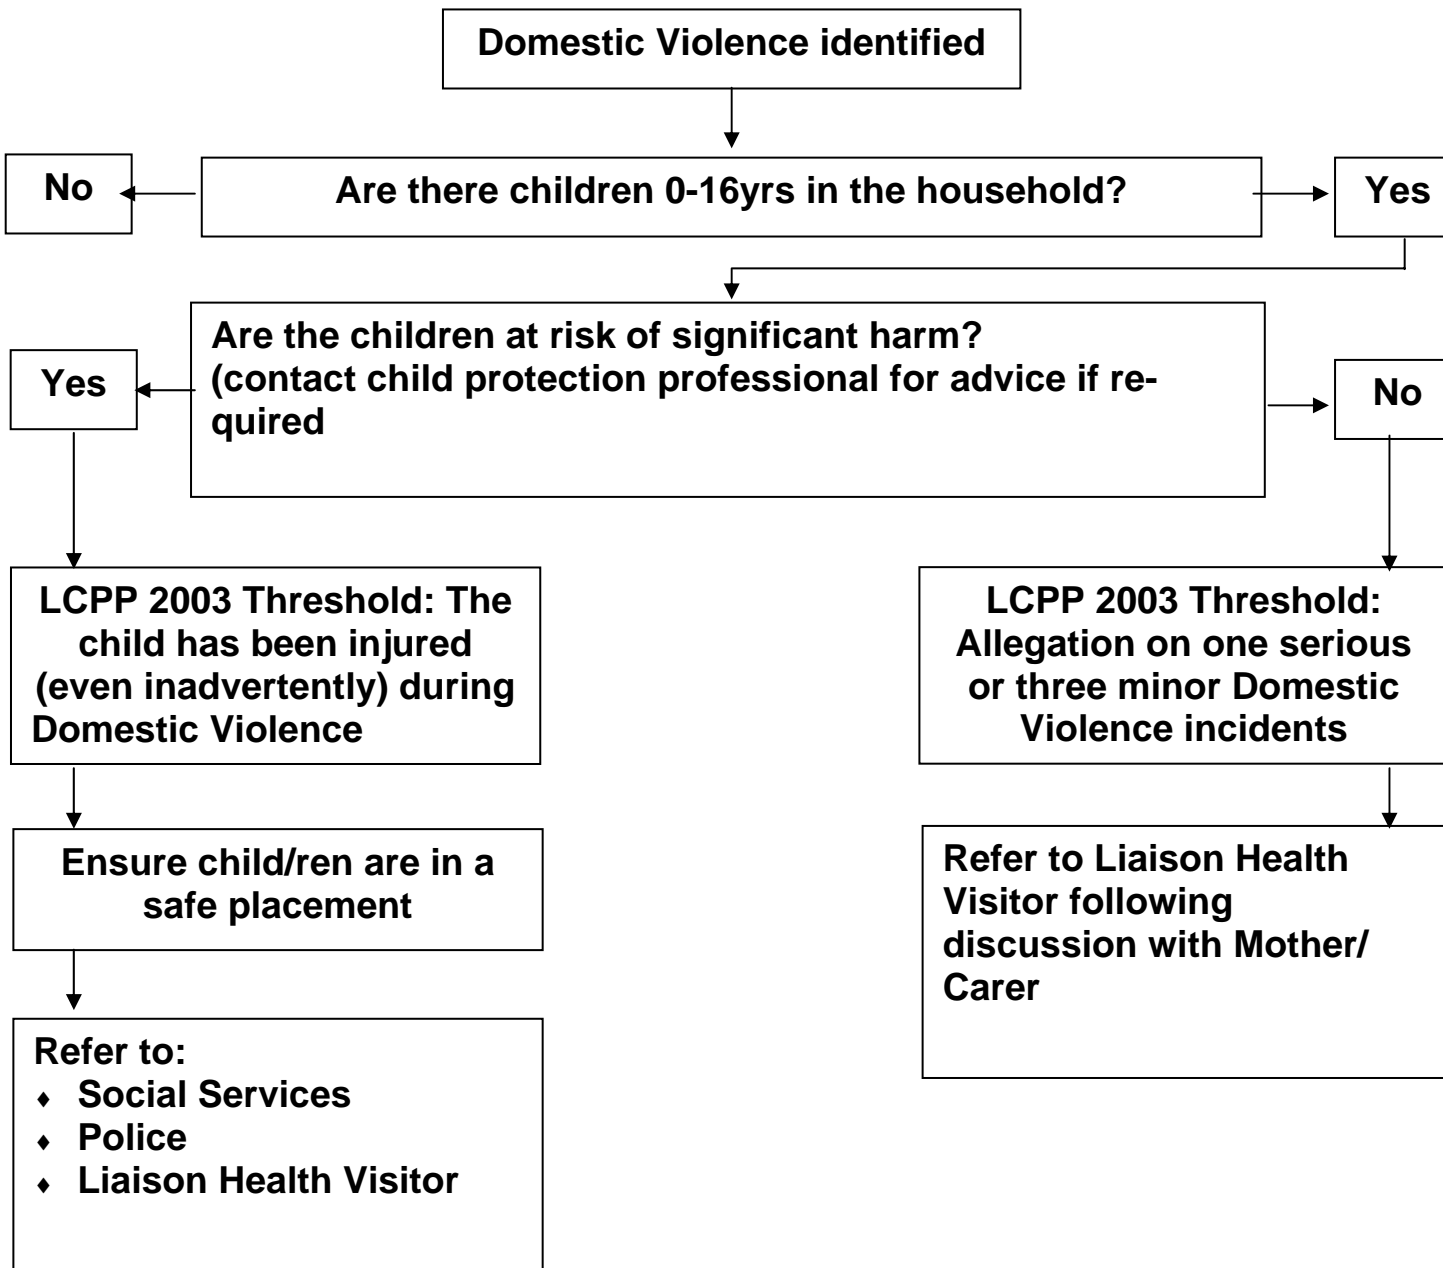 Domestic Violence identified
No
Are there children 0-16yrs in the household?
Yes
Are the children at risk of significant harm?
(contact child protection professional for advice if re-
quired
Yes
No
LCPP 2003 Threshold: The
child has been injured
(even inadvertently) during
Domestic Violence
LCPP 2003 Threshold:
Allegation on one serious
or three minor Domestic
Violence incidents
Ensure child/ren are in a
safe placement
Refer to Liaison Health
Visitor following
discussion with Mother/
Carer
Refer to:
♦ Social Services
♦ Police
♦ Liaison Health Visitor